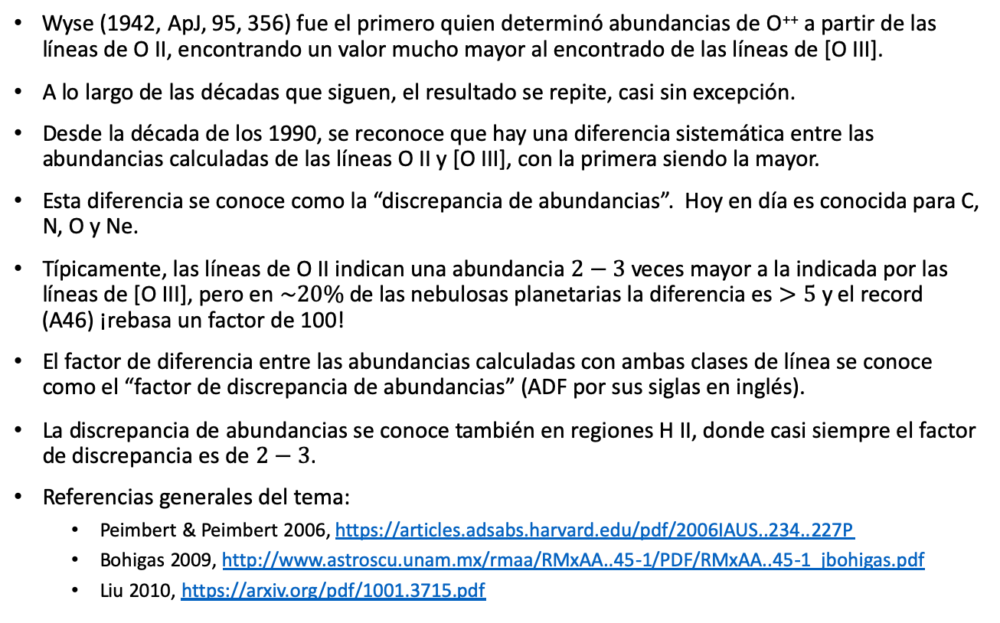 • Wyse (1942, ApJ, 95, 356) fue el primero quien determinó abundancias de O⁺⁺ a partir de las
líneas de O II, encontrando un valor mucho mayor al encontrado de las líneas de [O III].
• A lo largo de las décadas que siguen, el resultado se repite, casi sin excepción.
• Desde la década de los 1990, se reconoce que hay una diferencia sistemática entre las
abundancias calculadas de las líneas O II y [O III], con la primera siendo la mayor.
• Esta diferencia se conoce como la “discrepancia de abundancias”.  Hoy en día es conocida para C,
N, O y Ne.
• Típicamente, las líneas de O II indican una abundancia 2 − 3 veces mayor a la indicada por las
líneas de [O III], pero en ~20% de las nebulosas planetarias la diferencia es > 5 y el record
(A46) ¡rebasa un factor de 100!
• El factor de diferencia entre las abundancias calculadas con ambas clases de línea se conoce
como el “factor de discrepancia de abundancias” (ADF por sus siglas en inglés).
• La discrepancia de abundancias se conoce también en regiones H II, donde casi siempre el factor
de discrepancia es de 2 − 3.
• Referencias generales del tema:
• Peimbert & Peimbert 2006, https://articles.adsabs.harvard.edu/pdf/2006IAUS..234..227P
• Bohigas 2009, http://www.astroscu.unam.mx/rmaa/RMxAA..45-1/PDF/RMxAA..45-1_jbohigas.pdf
• Liu 2010, https://arxiv.org/pdf/1001.3715.pdf